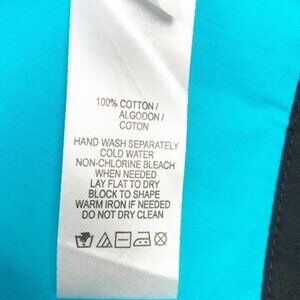 100% COTTON /
ALGODON /
COTON
HAND WASH SEPARATELY
COLD WATER
NON-CHLORINE BLEACH
WHEN NEEDED
LAY FLAT TO DRY
BLOCK TO SHAPE
WARM IRON IF NEEDED
DO NOT DRY CLEAN